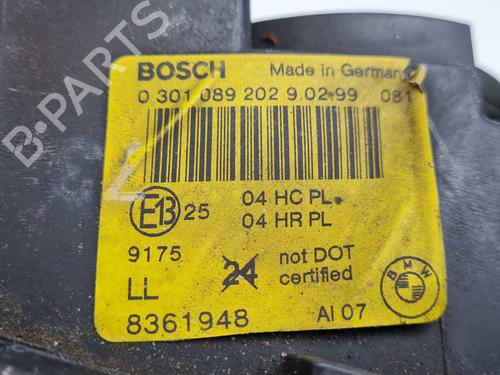 BOSCH Made in Germany
0 301 089 202 9.02.99 081
E13 25 04 HC PL.
04 HR PL
9175 24 not DOT
certified
LL
8361948 Ai 07
BMW
B-PARTS